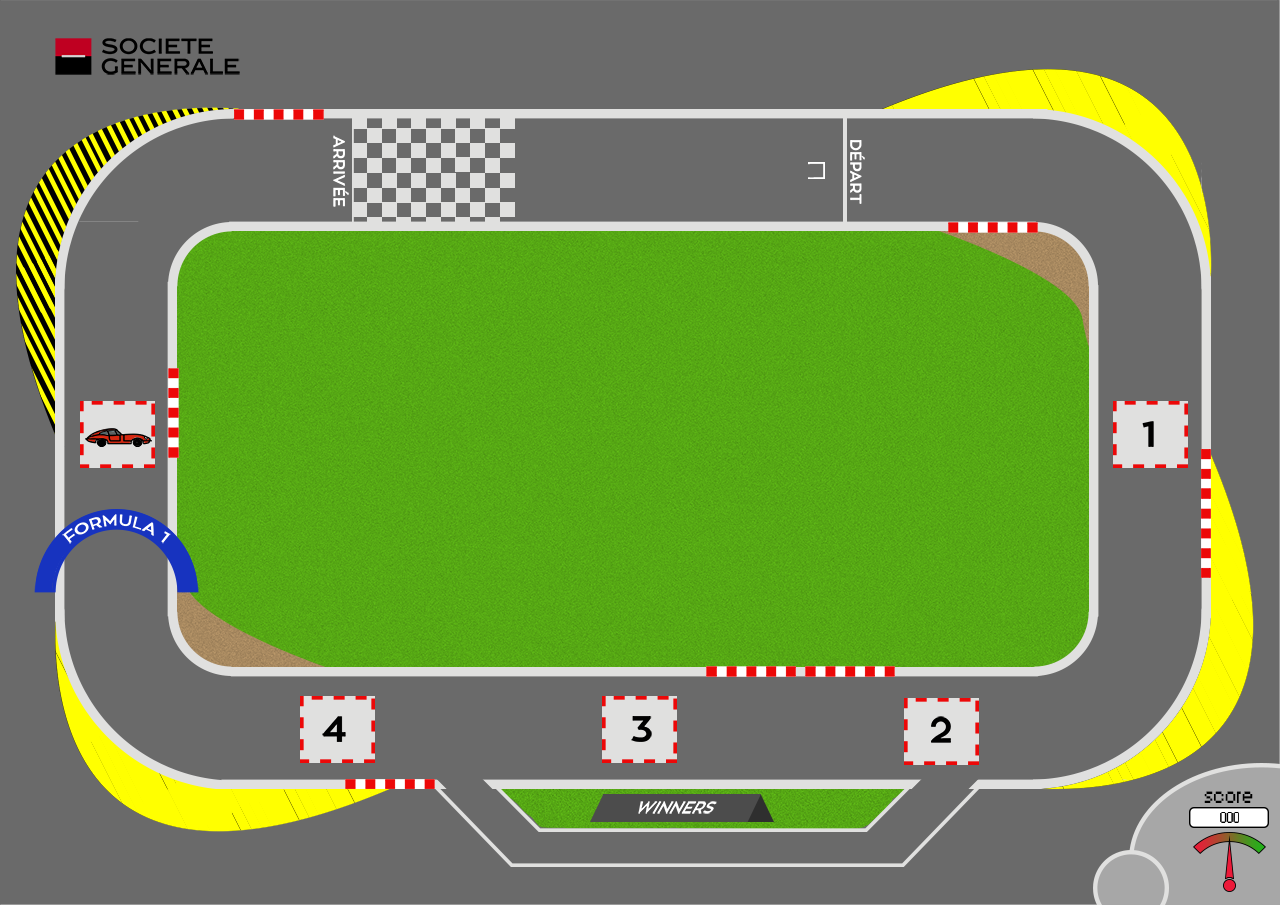 SOCIETE
GENERALE
ARRIVÉE
DÉPART
1
FORMULA 1
4
3
2
WINNERS
score
000